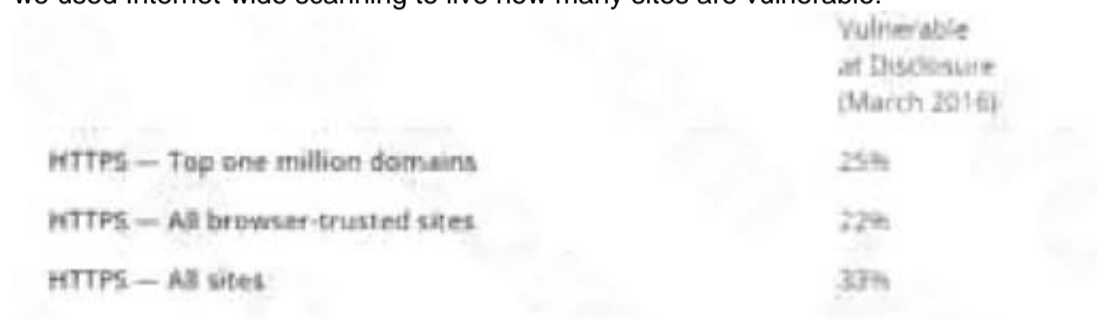 we used Internet-wide scanning to live how many sites are vulnerable:
Vulnerable
at Disclosure
(March 2016)
HTTPS — Top one million domains 25%
HTTPS — All browser-trusted sites 22%
HTTPS — All sites 33%